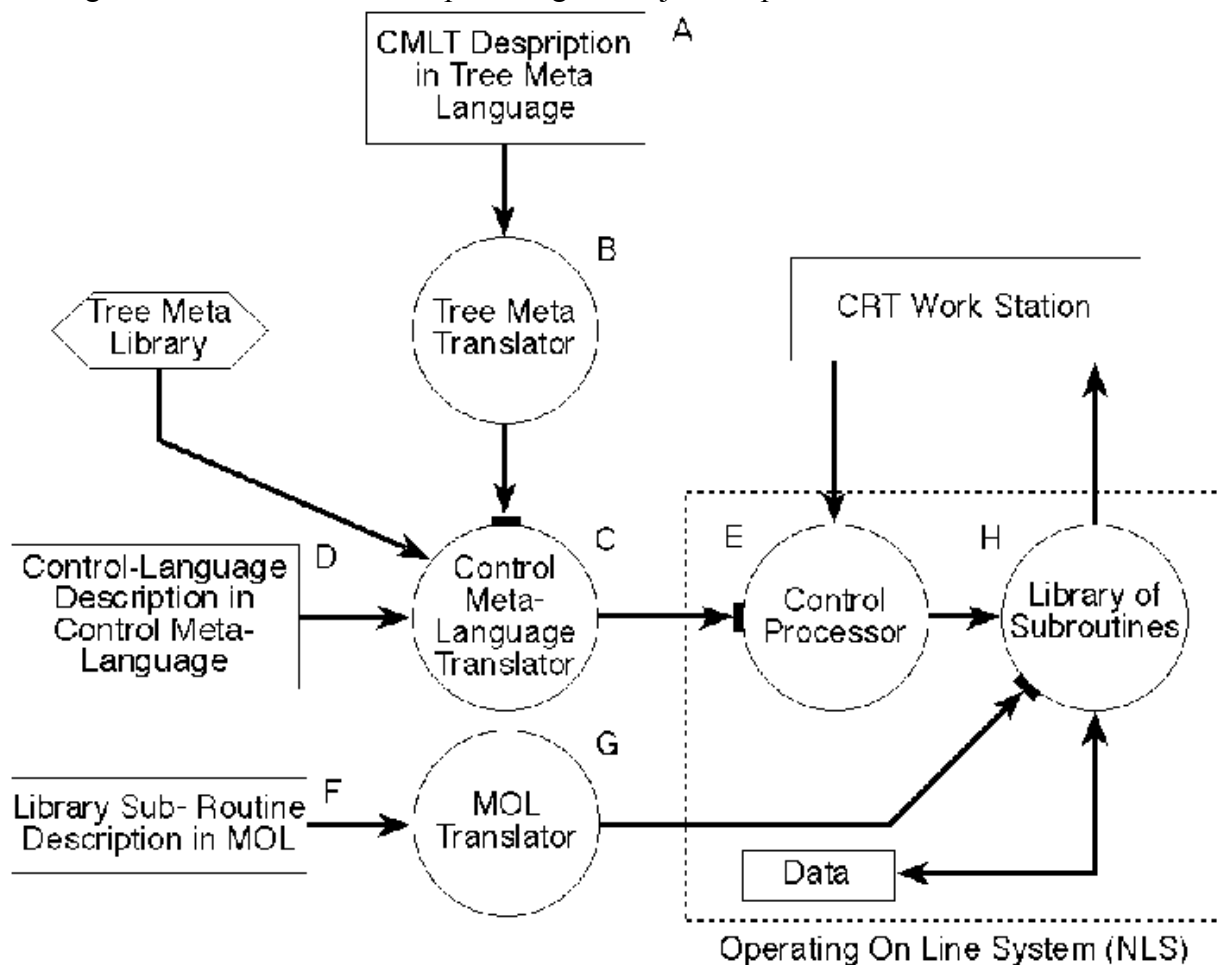 A
CMLT Despription
in Tree Meta
Language
B
Tree Meta
Translator
Tree Meta
Library
CRT Work Station
D
Control-Language
Description in
Control Meta-
Language
C
Control
Meta-
Language
Translator
E
Control
Processor
H
Library of
Subroutines
F
Library Sub- Routine
Description in MOL
G
MOL
Translator
Data
Operating On Line System (NLS)